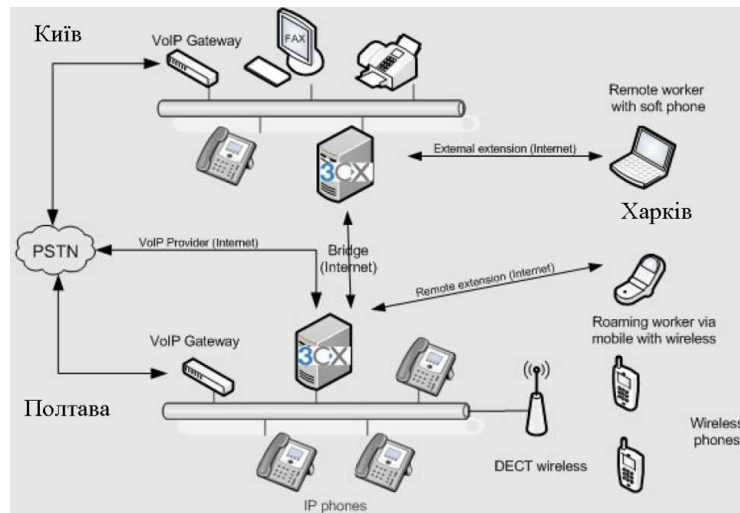 Київ
VoIP Gateway
FAX
Remote worker
with soft phone
External extension (Internet)
3CX
Харків
PSTN
VoIP Provider (Internet)
Bridge
(Internet)
Remote extension (Internet)
Roaming worker via
mobile with wireless
VoIP Gateway
3CX
Полтава
Wireless
phones
DECT wireless
IP phones